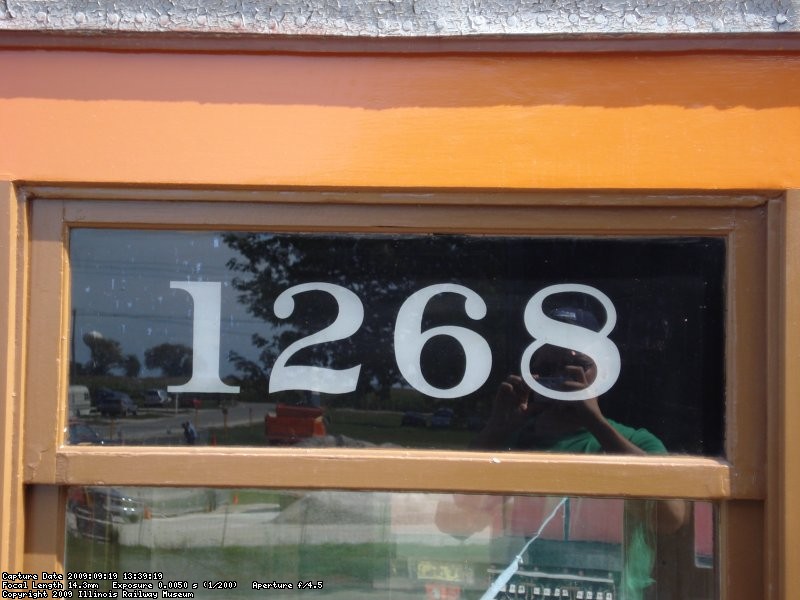 1268
Capture Date 2009:09:19 13:39:19
Focal Length 14.3mm Exposure 0.0050 s (1/200) Aperture f/4.5
Copyright 2009 Illinois Railway Museum